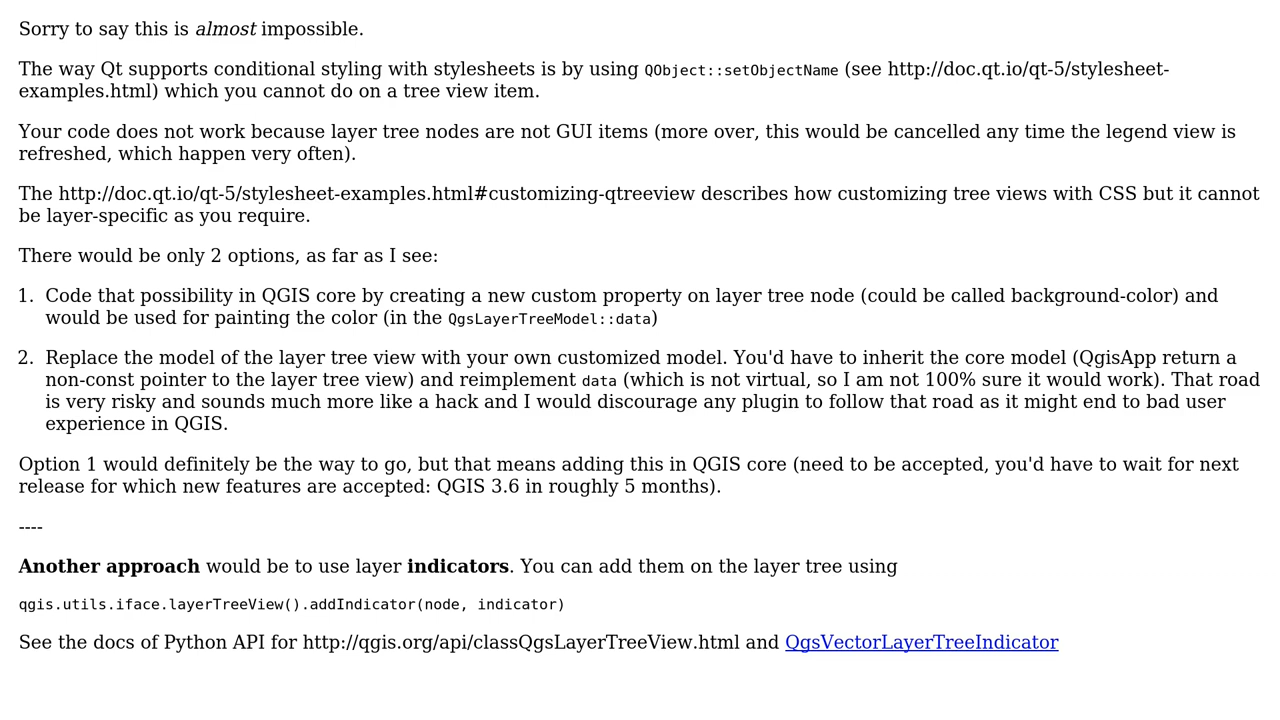 Sorry to say this is almost impossible.
The way Qt supports conditional styling with stylesheets is by using QObject::setObjectName (see http://doc.qt.io/qt-5/stylesheet-
examples.html) which you cannot do on a tree view item.
Your code does not work because layer tree nodes are not GUI items (more over, this would be cancelled any time the legend view is
refreshed, which happen very often).
The http://doc.qt.io/qt-5/stylesheet-examples.html#customizing-qtreeview describes how customizing tree views with CSS but it cannot
be layer-specific as you require.
There would be only 2 options, as far as I see:
1. Code that possibility in QGIS core by creating a new custom property on layer tree node (could be called background-color) and
would be used for painting the color (in the QgsLayerTreeModel::data)
2. Replace the model of the layer tree view with your own customized model. You'd have to inherit the core model (QgisApp return a
non-const pointer to the layer tree view) and reimplement data (which is not virtual, so I am not 100% sure it would work). That road
is very risky and sounds much more like a hack and I would discourage any plugin to follow that road as it might end to bad user
experience in QGIS.
Option 1 would definitely be the way to go, but that means adding this in QGIS core (need to be accepted, you'd have to wait for next
release for which new features are accepted: QGIS 3.6 in roughly 5 months).
----
Another approach would be to use layer indicators. You can add them on the layer tree using
qgis.utils.iface.layerTreeView().addIndicator(node, indicator)
See the docs of Python API for http://qgis.org/api/classQgsLayerTreeView.html and QgsVectorLayerTreeIndicator